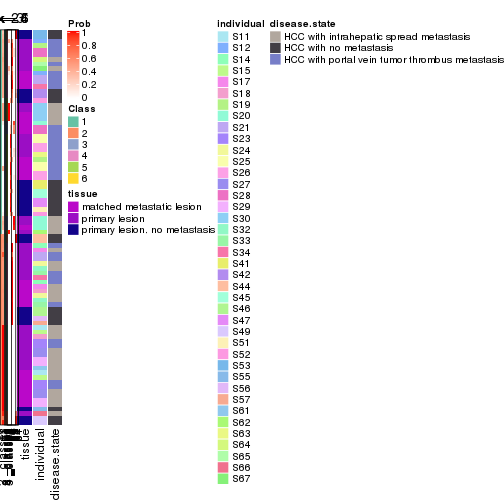 Prob
1
0.8
0.6
0.4
0.2
0
Class
1
2
3
4
5
6
tissue
matched metastatic lesion
primary lesion
primary lesion. no metastasis
individual
S11
S12
S14
S15
S17
S18
S19
S20
S21
S23
S24
S25
S26
S27
S28
S29
S30
S32
S33
S34
S41
S42
S44
S45
S46
S47
S49
S51
S52
S53
S55
S56
S57
S61
S62
S63
S64
S65
S66
S67
disease.state
HCC with intrahepatic spread metastasis
HCC with no metastasis
HCC with portal vein tumor thrombus metastasis
tissue
individual
disease.state